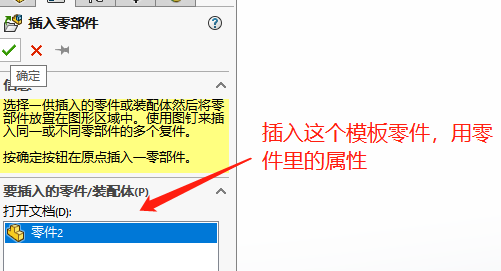 插入零部件
确定
信息
选择一供插入的零件或装配体然后将零
部件放置在图形区域中。使用图钉来插
入同一或不同零部件的多个复件。
按确定按钮在原点插入一零部件。
插入这个模板零件，用零
件里的属性
要插入的零件/装配体(P)
打开文档(D):
零件2